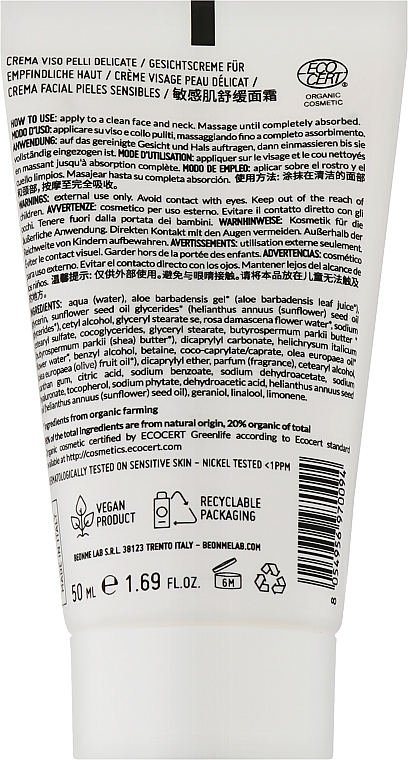 CREMA VISO PELLI DELICATE / GESICHTSCREME FÜR
EMPFINDLICHE HAUT / CRÈME VISAGE PEAU DÉLICAT /
CREMA FACIAL PIELES SENSIBLES / 敏感肌舒缓面霜
ECO
CERT
ORGANIC
COSMETIC
HOW TO USE: apply to a clean face and neck. Massage until completely absorbed.
MODO D'USO: applicare su viso e collo puliti, massaggiando fino a completo assorbimento.
ANWENDUNG: auf das gereinigte Gesicht und Hals auftragen, dann einmassieren bis sie
vollständig eingezogen ist. MODE D'UTILISATION: appliquer sur le visage et le cou nettoyés
en massant jusqu'à absorption complète. MODO DE EMPLEO: aplicar sobre el rostro y el
cuello limpios. Masajear hasta su completa absorción. 使用方法: 涂抹在清洁的面部
和颈部, 按摩至完全吸收。
WARNINGS: external use only. Avoid contact with eyes. Keep out of the reach of
children. AVVERTENZE: cosmetico per uso esterno. Evitare il contatto diretto con gli
occhi. Tenere fuori dalla portata dei bambini. WARNHINWEISE: Kosmetik für die
äußerliche Anwendung. Direkten Kontakt mit den Augen vermeiden. Außerhalb der
Reichweite von Kindern aufbewahren. AVERTISSEMENTS: utilisation externe seulement.
Éviter le contact visuel. Garder hors de la portée des enfants. ADVERTENCIAS: cosmético
para uso externo. Evitar el contacto directo con los ojos. Mantener lejos del alcance de
los niños. 温馨提示: 仅供外部使用。避免与眼睛接触。请将本品放在儿童无法触及
的地方。
INGREDIENTS: aqua (water), aloe barbadensis gel* (aloe barbadensis leaf juice*),
glycerin, sunflower seed oil glycerides* (helianthus annuus (sunflower) seed oil
glycerides*), cetyl alcohol, glyceryl stearate se, rosa damascena flower water*, sodium
cetearyl sulfate, cocoglycerides, glyceryl stearate, butyrospermum parkii butter *
(butyrospermum parkii (shea) butter*), dicaprylyl carbonate, helichrysum italicum
flower water*, benzyl alcohol, betaine, coco-caprylate/caprate, olea europaea oil*
(olea europaea (olive) fruit oil*), dicaprylyl ether, parfum (fragrance), cetearyl alcohol,
xanthan gum, citric acid, sodium benzoate, sodium dehydroacetate, sodium
hyaluronate, tocopherol, sodium phytate, dehydroacetic acid, helianthus annuus seed
oil (helianthus annuus (sunflower) seed oil), geraniol, linalool, limonene.
ingredients from organic farming
% of the total ingredients are from natural origin, 20% organic of total
Organic cosmetic certified by ECOCERT Greenlife according to Ecocert standard
available at http://cosmetics.ecocert.com
DERMATOLOGICALLY TESTED ON SENSITIVE SKIN - NICKEL TESTED <1PPM
VEGAN
PRODUCT
RECYCLABLE
PACKAGING
MADE IN ITALY
BEONME LAB S.R.L. 38123 TRENTO ITALY - BEONMELAB.COM
50 ML e 1.69 FL.OZ.
6M
8 054956 970094